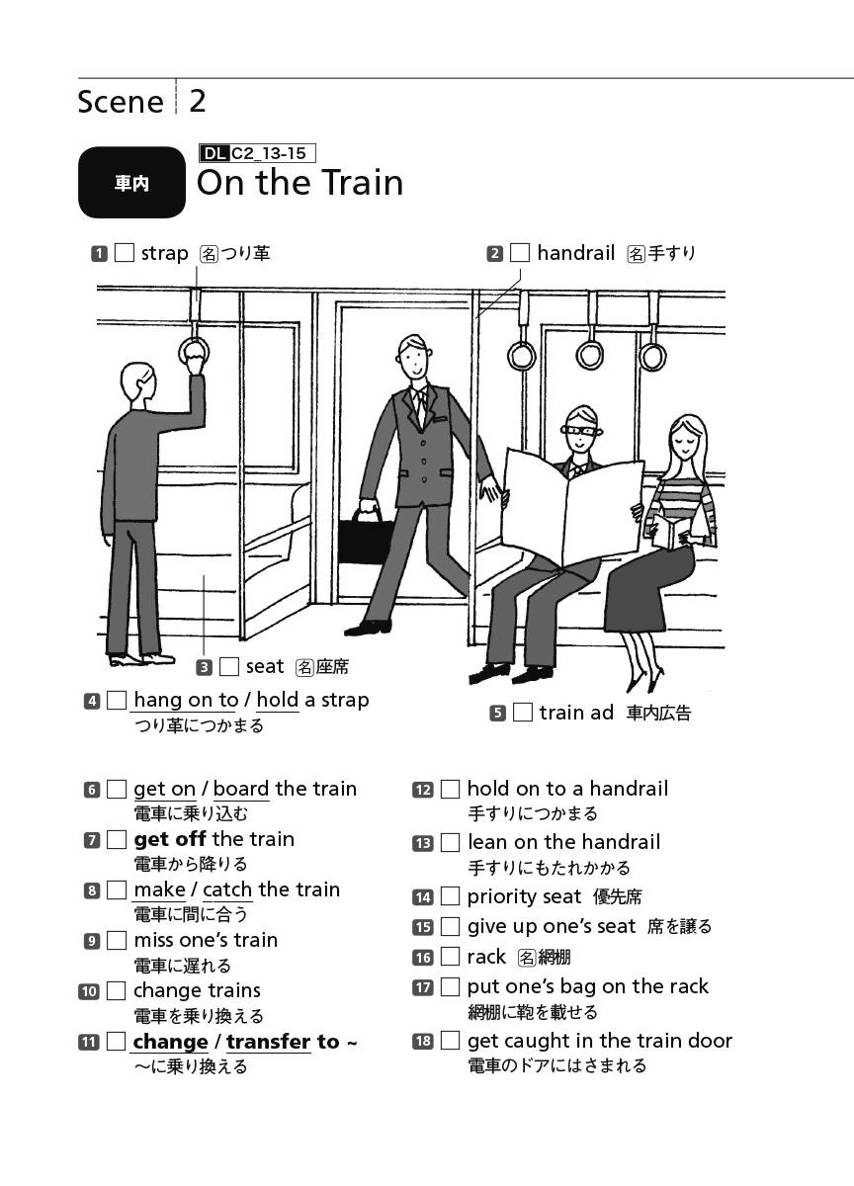 Scene 2
DL C2_13-15
車内 On the Train
1 □ strap 名 つり革
2 □ handrail 名 手すり
3 □ seat 名 座席
4 □ hang on to / hold a strap
つり革につかまる
5 □ train ad 車内広告
6 □ get on / board the train
電車に乗り込む
7 □ get off the train
電車から降りる
8 □ make / catch the train
電車に間に合う
9 □ miss one's train
電車に遅れる
10 □ change trains
電車を乗り換える
11 □ change / transfer to ~
〜に乗り換える
12 □ hold on to a handrail
手すりにつかまる
13 □ lean on the handrail
手すりにもたれかかる
14 □ priority seat 優先席
15 □ give up one's seat 席を譲る
16 □ rack 名 網棚
17 □ put one's bag on the rack
網棚に鞄を載せる
18 □ get caught in the train door
電車のドアにはさまれる